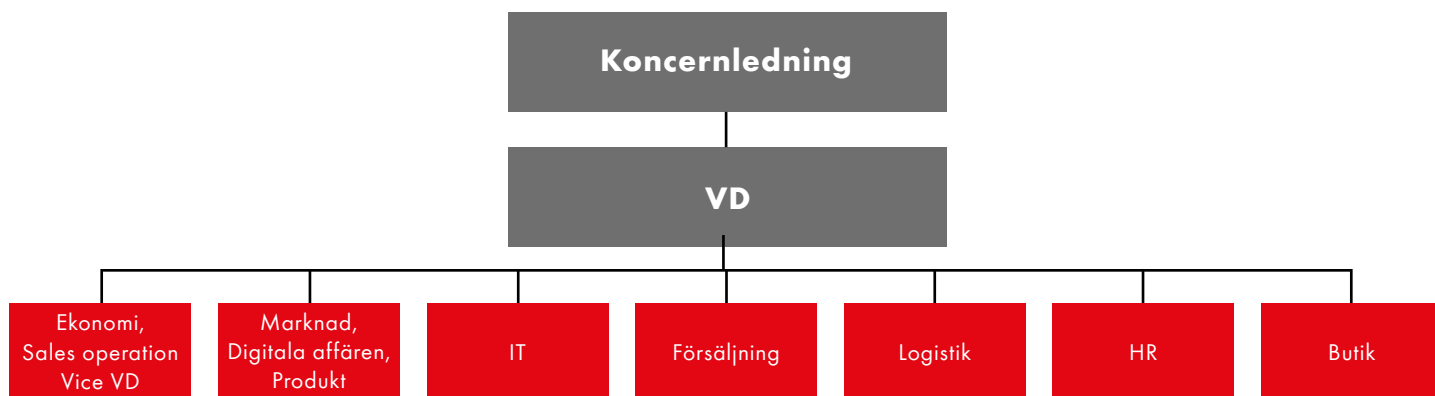 Koncernledning
VD
Ekonomi,
Sales operation
Vice VD
Marknad,
Digitala affären,
Produkt
IT
Försäljning
Logistik
HR
Butik